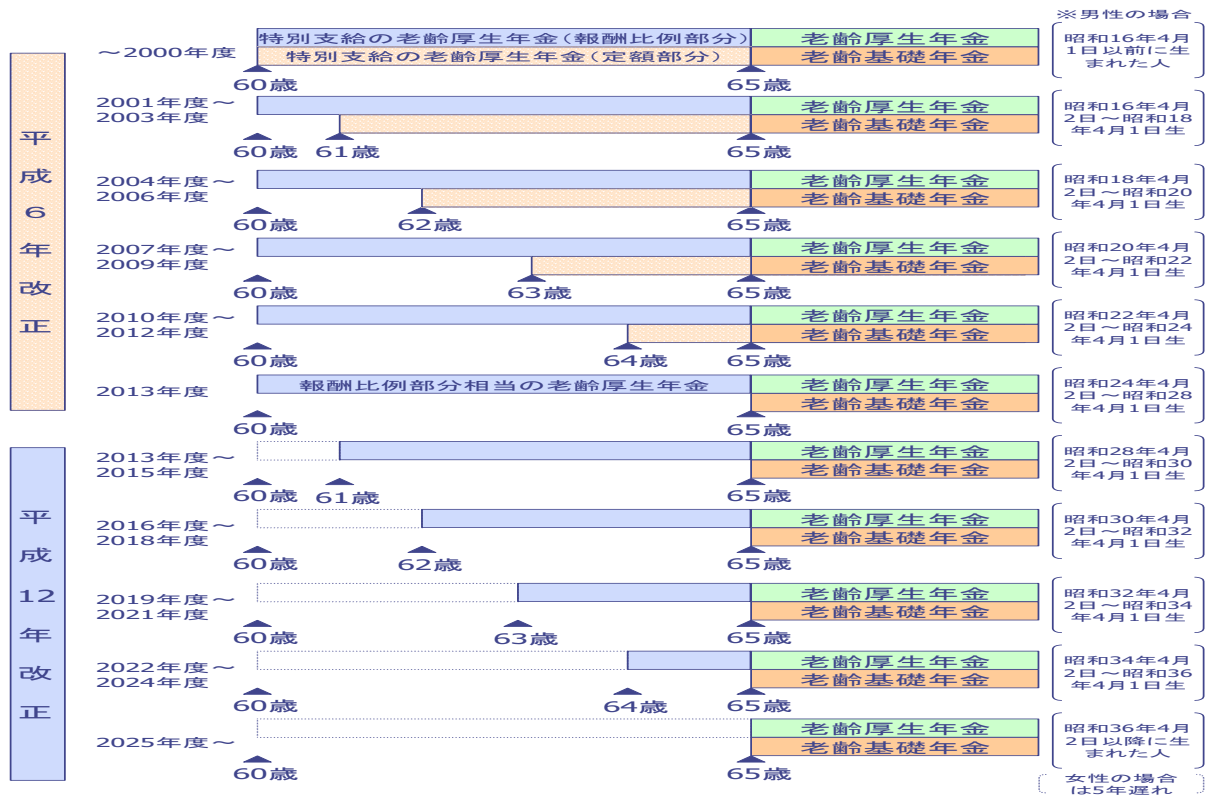 ※男性の場合
平成6年改正
～2000年度
特別支給の老齢厚生年金(報酬比例部分)
老齢厚生年金
特別支給の老齢厚生年金(定額部分)
老齢基礎年金
60歳
65歳
昭和16年4月
1日以前に生
まれた人
2001年度～
2003年度
老齢厚生年金
老齢基礎年金
60歳
61歳
65歳
昭和16年4月
2日～昭和18
年4月1日生
2004年度～
2006年度
老齢厚生年金
老齢基礎年金
60歳
62歳
65歳
昭和18年4月
2日～昭和20
年4月1日生
2007年度～
2009年度
老齢厚生年金
老齢基礎年金
60歳
63歳
65歳
昭和20年4月
2日～昭和22
年4月1日生
2010年度～
2012年度
老齢厚生年金
老齢基礎年金
60歳
64歳
65歳
昭和22年4月
2日～昭和24
年4月1日生
2013年度
報酬比例部分相当の老齢厚生年金
老齢厚生年金
老齢基礎年金
60歳
65歳
昭和24年4月
2日～昭和28
年4月1日生
平成12年改正
2013年度～
2015年度
老齢厚生年金
老齢基礎年金
60歳
61歳
65歳
昭和28年4月
2日～昭和30
年4月1日生
2016年度～
2018年度
老齢厚生年金
老齢基礎年金
60歳
62歳
65歳
昭和30年4月
2日～昭和32
年4月1日生
2019年度～
2021年度
老齢厚生年金
老齢基礎年金
60歳
63歳
65歳
昭和32年4月
2日～昭和34
年4月1日生
2022年度～
2024年度
老齢厚生年金
老齢基礎年金
60歳
64歳
65歳
昭和34年4月
2日～昭和36
年4月1日生
2025年度～
老齢厚生年金
老齢基礎年金
60歳
65歳
昭和36年4月
2日以降に生
まれた人
女性の場合
は5年遅れ